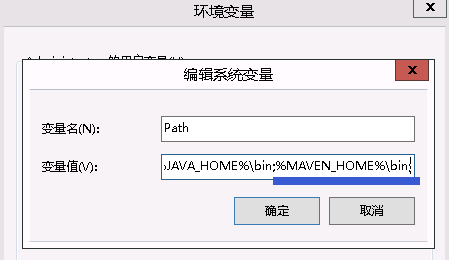 环境变量
x
编辑系统变量
x
变量名(N):
Path
变量值(V):
JAVA_HOME%\bin;%MAVEN_HOME%\bin;
确定
取消